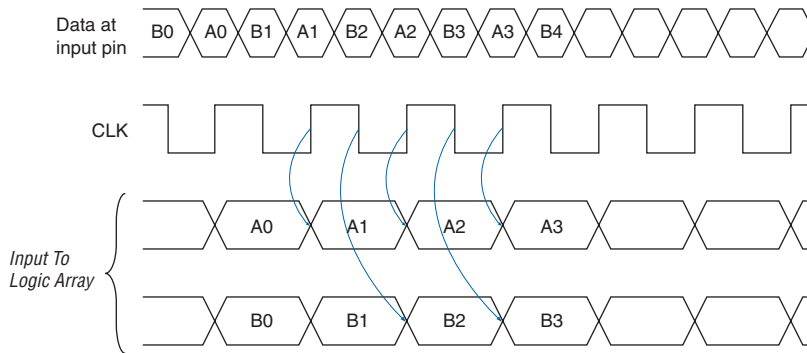 Data at
input pin
B0 A0 B1 A1 B2 A2 B3 A3 B4
CLK
Input To
Logic Array
A0 A1 A2 A3
B0 B1 B2 B3